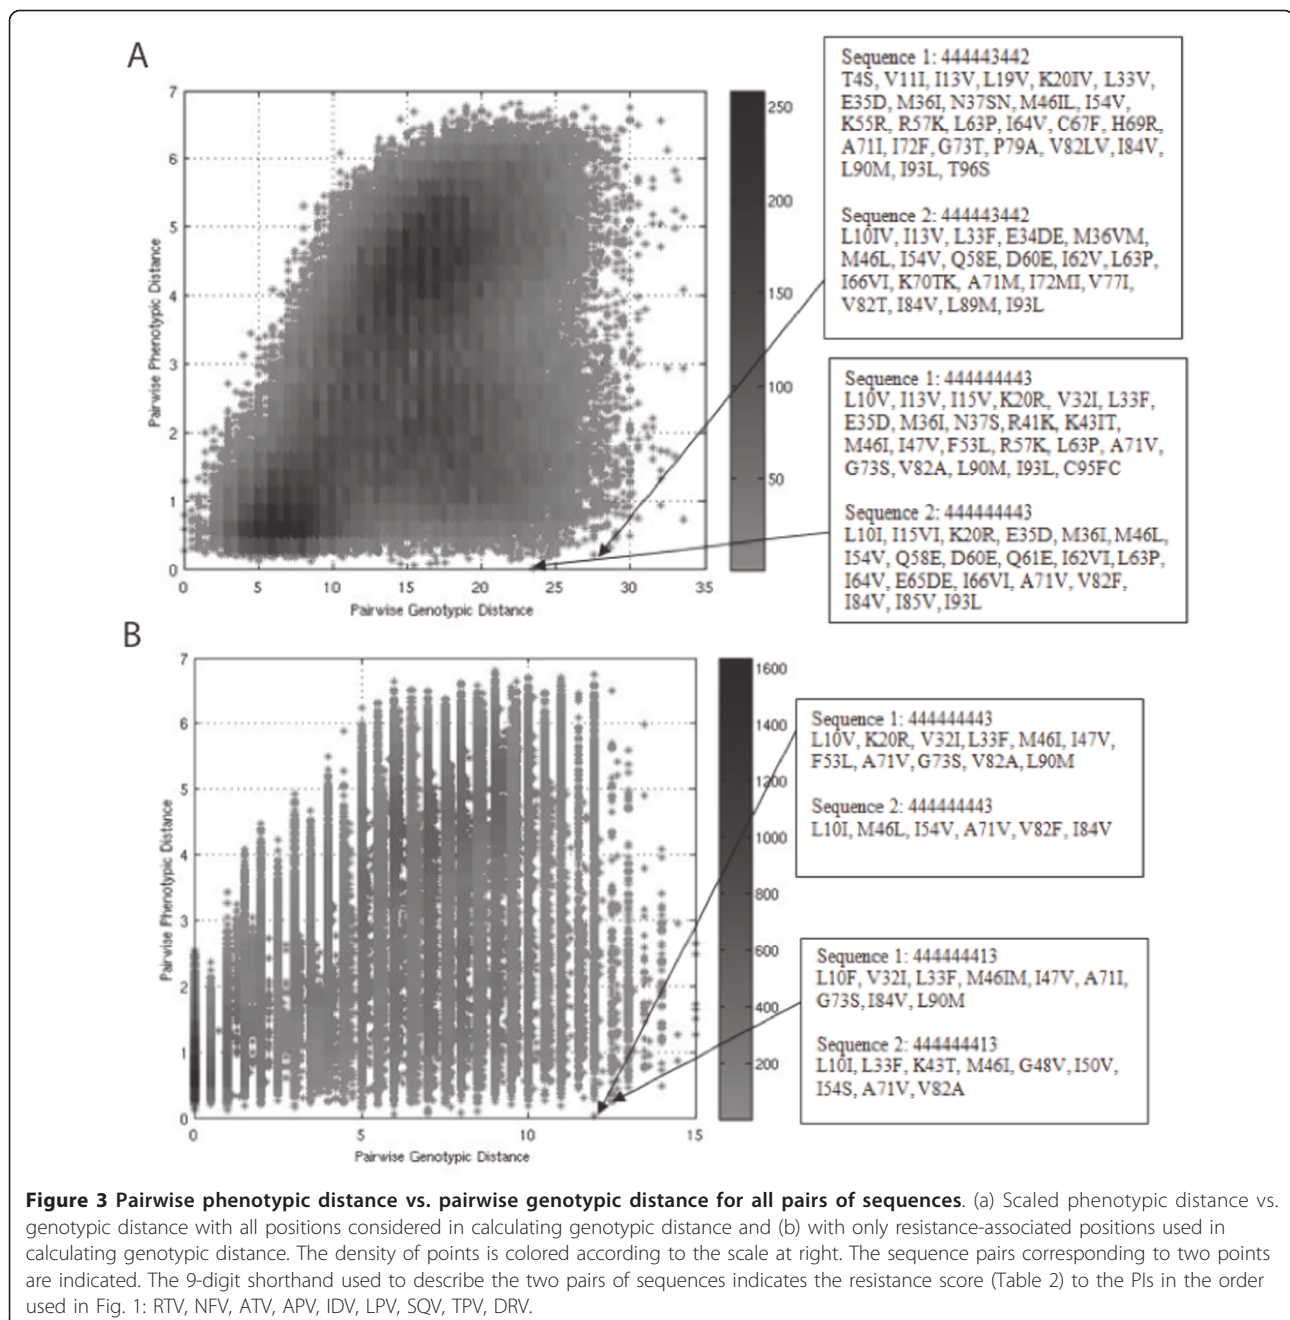 A
7
6
5
4
3
2
1
0
Pairwise Phenotypic Distance
0 5 10 15 20 25 30 35
Pairwise Genotypic Distance
250
200
150
100
50
Sequence 1: 444443442
T4S, V11I, I13V, L19V, K20IV, L33V,
E35D, M36I, N37SN, M46IL, I54V,
K55R, R57K, L63P, I64V, C67F, H69R,
A71I, I72F, G73T, P79A, V82LV, I84V,
L90M, I93L, T96S
Sequence 2: 444443442
L10IV, I13V, L33F, E34DE, M36VM,
M46L, I54V, Q58E, D60E, I62V, L63P,
I66VI, K70TK, A71M, I72MI, V77I,
V82T, I84V, L89M, I93L
Sequence 1: 444444443
L10V, I13V, I15V, K20R, V32I, L33F,
E35D, M36I, N37S, R41K, K43IT,
M46I, I47V, F53L, R57K, L63P, A71V,
G73S, V82A, L90M, I93L, C95FC
Sequence 2: 444444443
L10I, I15VI, K20R, E35D, M36I, M46L,
I54V, Q58E, D60E, Q61E, I62VI, L63P,
I64V, E65DE, I66VI, A71V, V82F,
I84V, I85V, I93L
B
7
6
5
4
3
2
1
0
Pairwise Phenotypic Distance
0 5 10 15
Pairwise Genotypic Distance
1600
1400
1200
1000
800
600
400
200
Sequence 1: 444444443
L10V, K20R, V32I, L33F, M46I, I47V,
F53L, A71V, G73S, V82A, L90M
Sequence 2: 444444443
L10I, M46L, I54V, A71V, V82F, I84V
Sequence 1: 444444413
L10F, V32I, L33F, M46IM, I47V, A71I,
G73S, I84V, L90M
Sequence 2: 444444413
L10I, L33F, K43T, M46I, G48V, I50V,
I54S, A71V, V82A
Figure 3 Pairwise phenotypic distance vs. pairwise genotypic distance for all pairs of sequences. (a) Scaled phenotypic distance vs.
genotypic distance with all positions considered in calculating genotypic distance and (b) with only resistance-associated positions used in
calculating genotypic distance. The density of points is colored according to the scale at right. The sequence pairs corresponding to two points
are indicated. The 9-digit shorthand used to describe the two pairs of sequences indicates the resistance score (Table 2) to the PIs in the order
used in Fig. 1: RTV, NFV, ATV, APV, IDV, LPV, SQV, TPV, DRV.